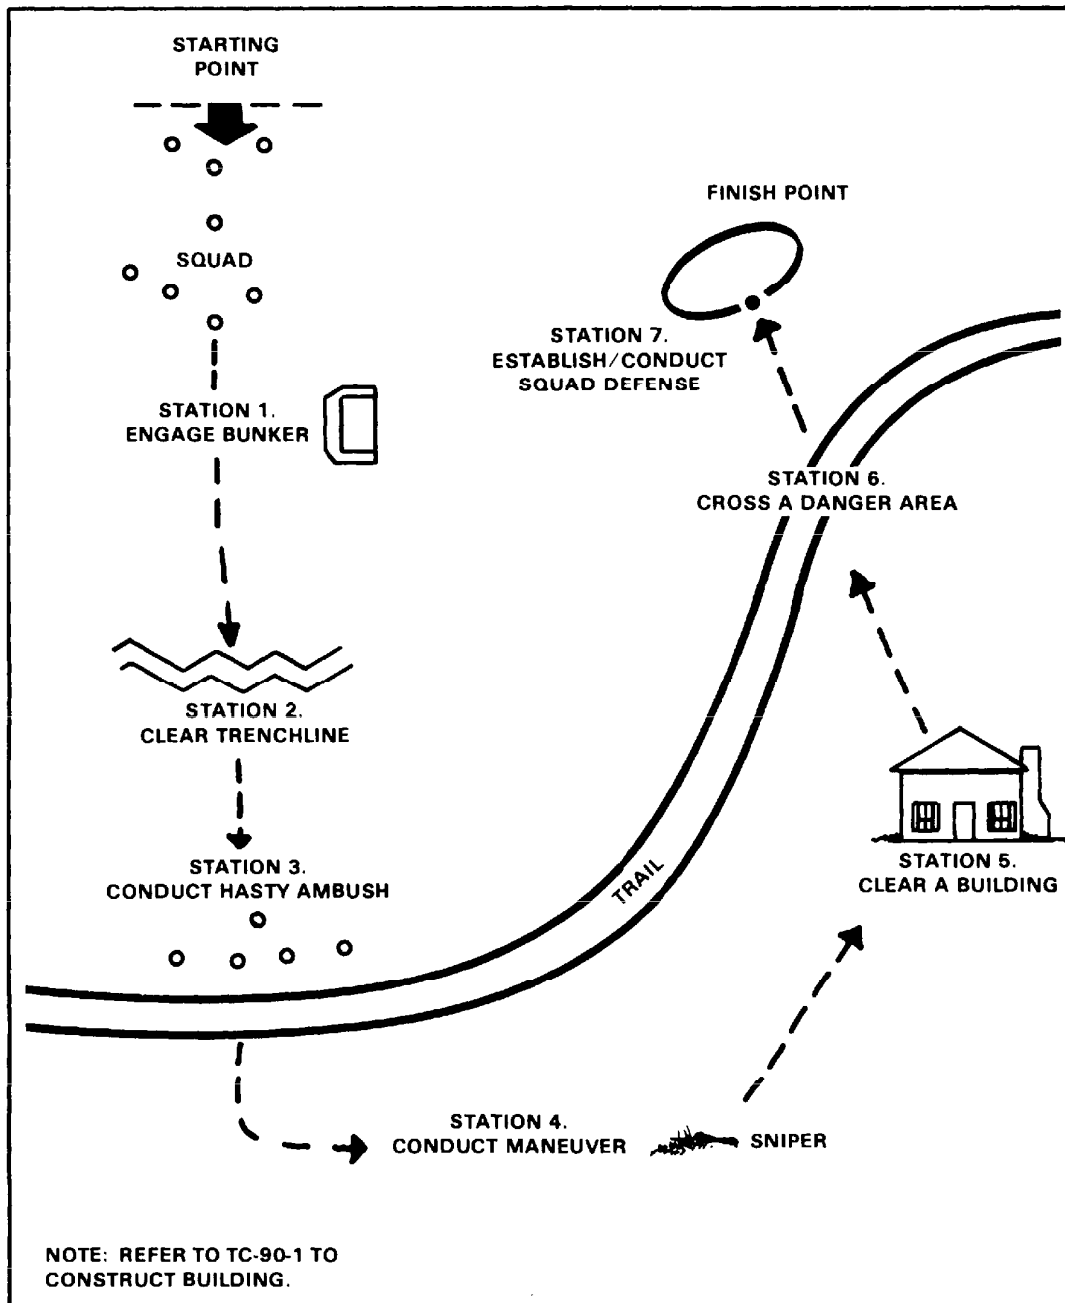 STARTING
POINT
SQUAD
STATION 1.
ENGAGE BUNKER
STATION 2.
CLEAR TRENCHLINE
STATION 3.
CONDUCT HASTY AMBUSH
TRAIL
STATION 4.
CONDUCT MANEUVER
SNIPER
STATION 5.
CLEAR A BUILDING
STATION 6.
CROSS A DANGER AREA
STATION 7.
ESTABLISH/CONDUCT
SQUAD DEFENSE
FINISH POINT
NOTE: REFER TO TC-90-1 TO
CONSTRUCT BUILDING.